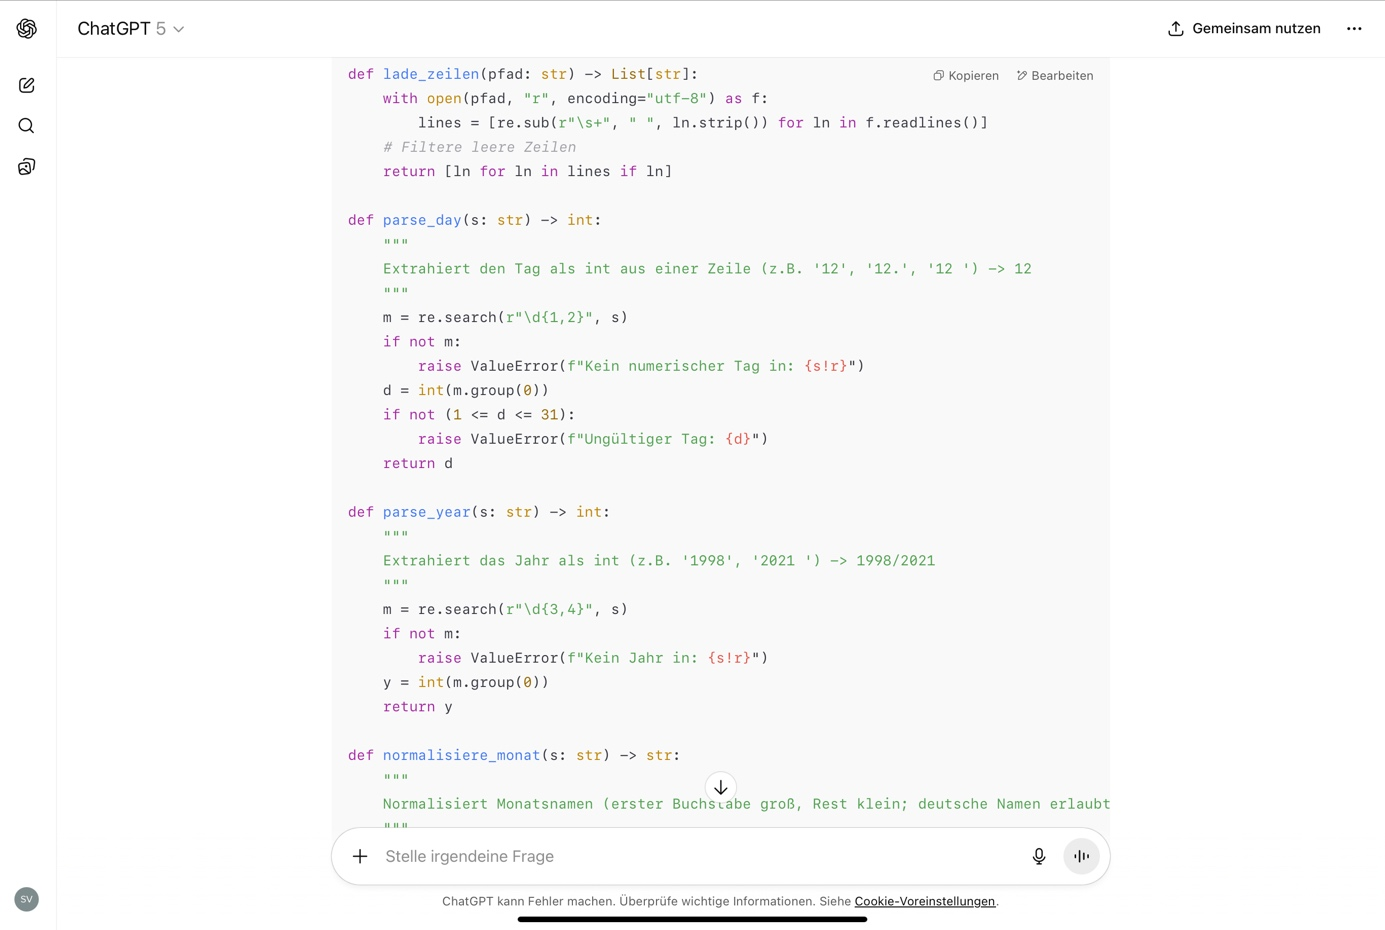 ChatGPT 5
Gemeinsam nutzen
Kopieren
Bearbeiten
def lade_zeilen(pfad: str) -> List[str]:
    with open(pfad, "r", encoding="utf-8") as f:
        lines = [re.sub(r"\s+", " ", ln.strip()) for ln in f.readlines()]
    # Filtere leere Zeilen
    return [ln for ln in lines if ln]
def parse_day(s: str) -> int:
    """
    Extrahiert den Tag als int aus einer Zeile (z.B. '12', '12.', '12 ') -> 12
    """
    m = re.search(r"\d{1,2}", s)
    if not m:
        raise ValueError(f"Kein numerischer Tag in: {s!r}")
    d = int(m.group(0))
    if not (1 <= d <= 31):
        raise ValueError(f"Ungültiger Tag: {d}")
    return d
def parse_year(s: str) -> int:
    """
    Extrahiert das Jahr als int (z.B. '1998', '2021 ') -> 1998/2021
    """
    m = re.search(r"\d{3,4}", s)
    if not m:
        raise ValueError(f"Kein Jahr in: {s!r}")
    y = int(m.group(0))
    return y
def normalisiere_monat(s: str) -> str:
    """
    Normalisiert Monatsnamen (erster Buchstabe groß, Rest klein; deutsche Namen erlaubt
    """
Stelle irgendeine Frage
ChatGPT kann Fehler machen. Überprüfe wichtige Informationen. Siehe Cookie-Voreinstellungen.
SV